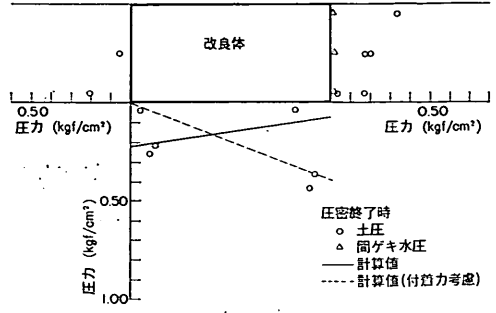 改良体
0.50
0.50
圧力 (kgf/cm²)
圧力 (kgf/cm²)
0.50
圧力 (kgf/cm²)
1.00
圧密終了時
○ 土圧
△ 間ゲキ水圧
計算値
計算値(付着力考慮)